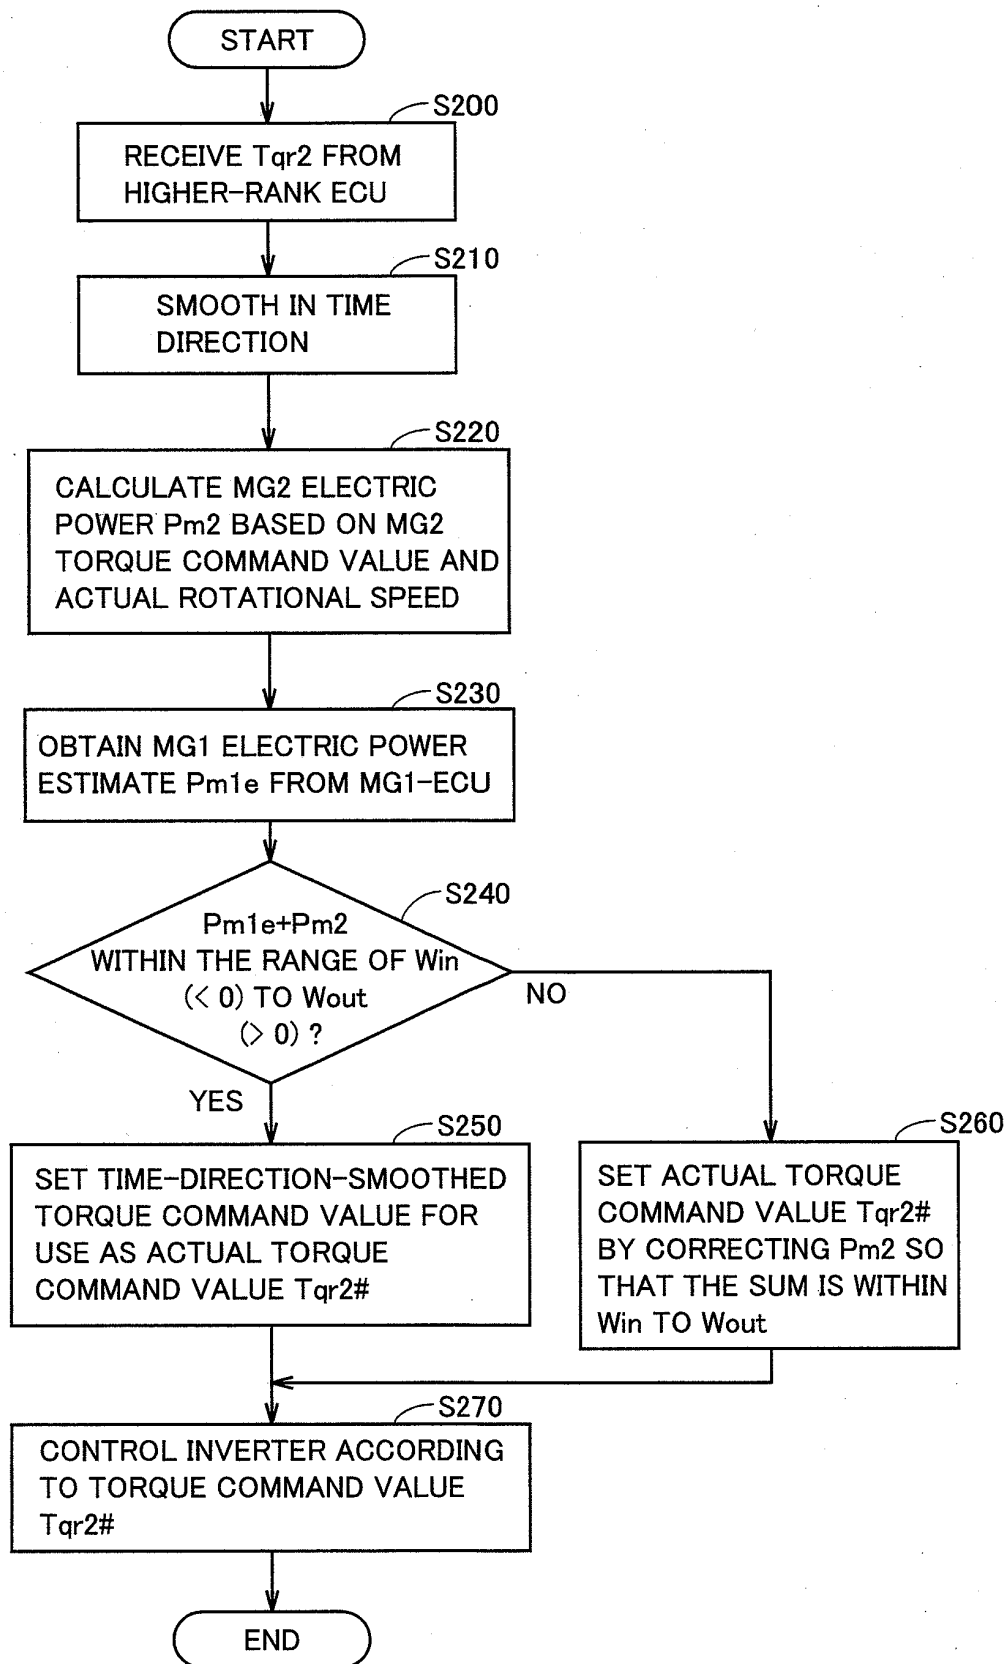 START
S200
RECEIVE Tqr2 FROM
HIGHER-RANK ECU
S210
SMOOTH IN TIME
DIRECTION
S220
CALCULATE MG2 ELECTRIC
POWER Pm2 BASED ON MG2
TORQUE COMMAND VALUE AND
ACTUAL ROTATIONAL SPEED
S230
OBTAIN MG1 ELECTRIC POWER
ESTIMATE Pm1e FROM MG1-ECU
S240
Pm1e+Pm2
WITHIN THE RANGE OF Win
(< 0) TO Wout
(> 0) ?
NO
YES
S250
SET TIME-DIRECTION-SMOOTHED
TORQUE COMMAND VALUE FOR
USE AS ACTUAL TORQUE
COMMAND VALUE Tqr2#
S260
SET ACTUAL TORQUE
COMMAND VALUE Tqr2#
BY CORRECTING Pm2 SO
THAT THE SUM IS WITHIN
Win TO Wout
S270
CONTROL INVERTER ACCORDING
TO TORQUE COMMAND VALUE
Tqr2#
END